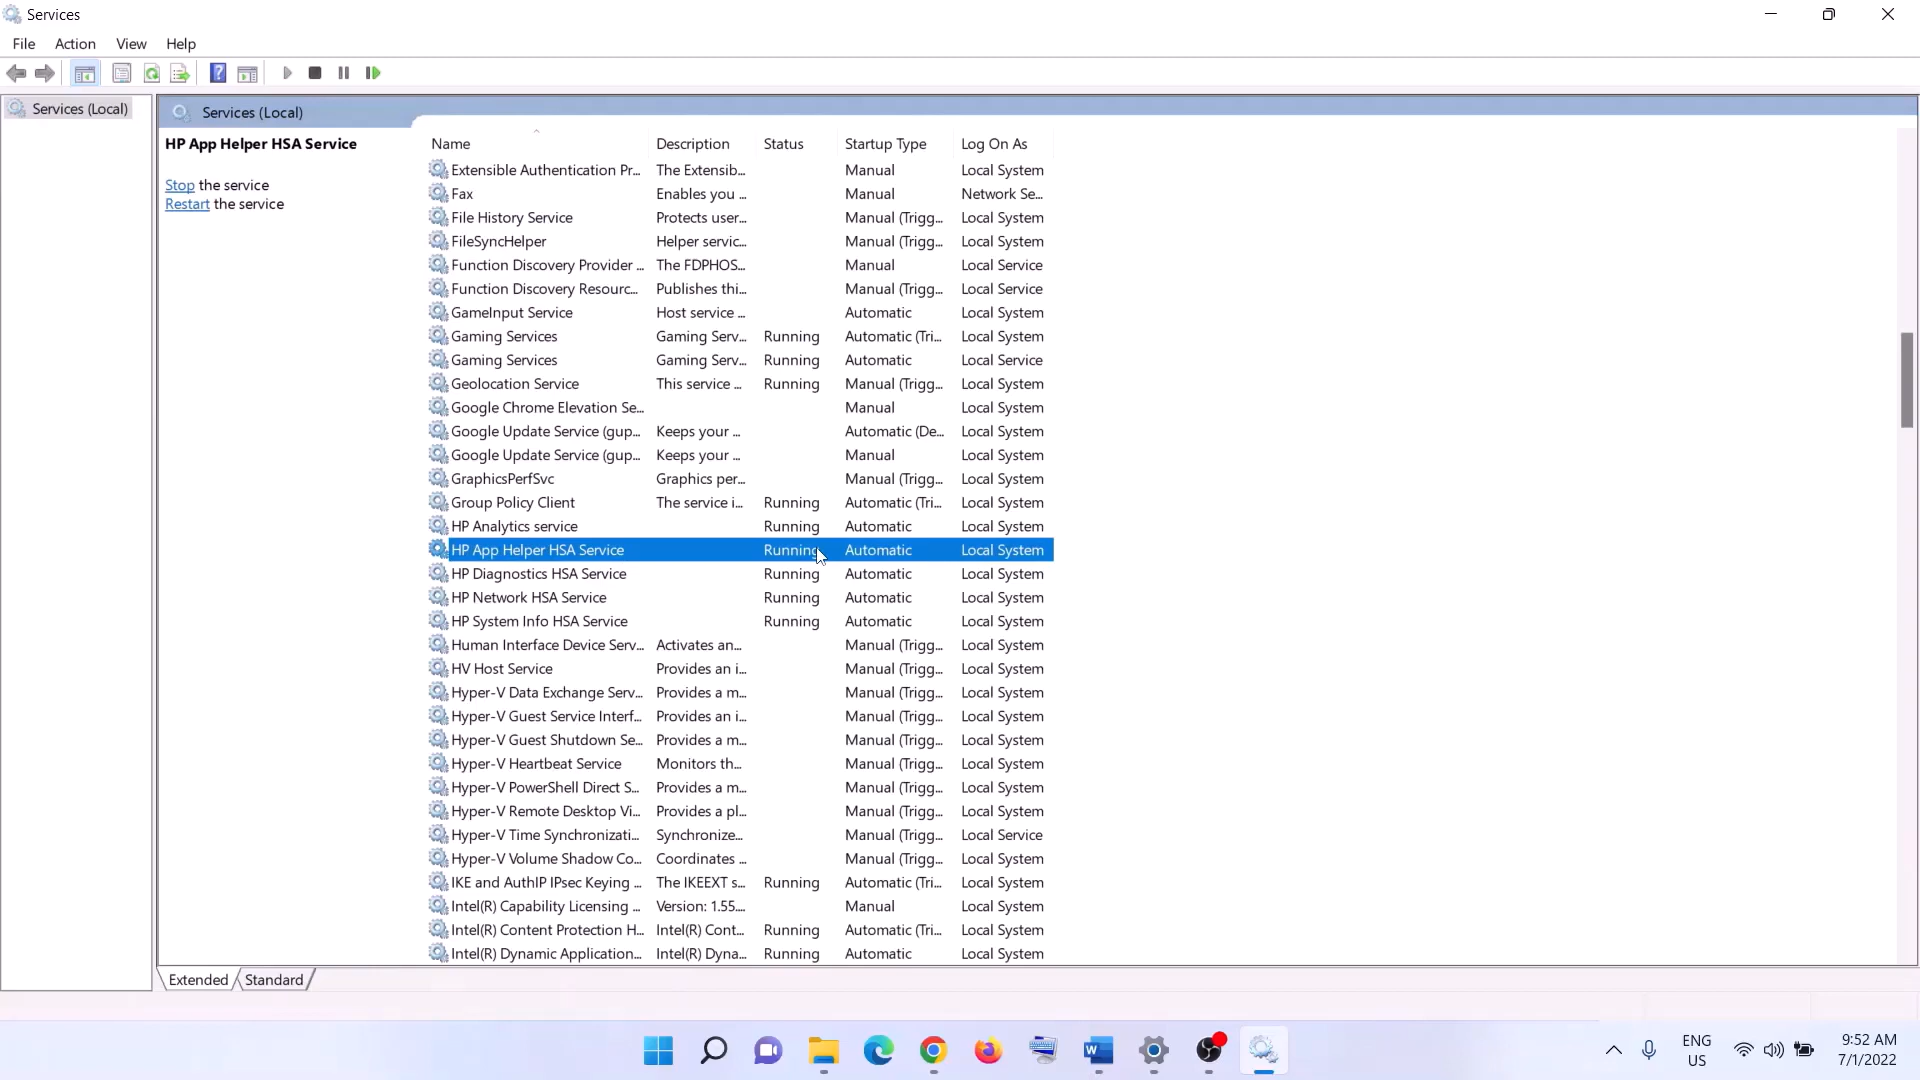 Services
File Action View Help
Services (Local)
Services (Local)
HP App Helper HSA Service
Stop the service
Restart the service
Name Description Status Startup Type Log On As
Extensible Authentication Pr... The Extensib... Manual Local System
Fax Enables you ... Manual Network Se...
File History Service Protects user... Manual (Trigg... Local System
FileSyncHelper Helper servic... Manual (Trigg... Local System
Function Discovery Provider ... The FDPHOS... Manual Local Service
Function Discovery Resourc... Publishes thi... Manual (Trigg... Local Service
GameInput Service Host service ... Automatic Local System
Gaming Services Gaming Serv... Running Automatic (Tri... Local System
Gaming Services Gaming Serv... Running Automatic Local Service
Geolocation Service This service ... Running Manual (Trigg... Local System
Google Chrome Elevation Se... Manual Local System
Google Update Service (gup... Keeps your ... Automatic (De... Local System
Google Update Service (gup... Keeps your ... Manual Local System
GraphicsPerfSvc Graphics per... Manual (Trigg... Local System
Group Policy Client The service i... Running Automatic (Tri... Local System
HP Analytics service Running Automatic Local System
HP App Helper HSA Service Running Automatic Local System
HP Diagnostics HSA Service Running Automatic Local System
HP Network HSA Service Running Automatic Local System
HP System Info HSA Service Running Automatic Local System
Human Interface Device Serv... Activates an... Manual (Trigg... Local System
HV Host Service Provides an i... Manual (Trigg... Local System
Hyper-V Data Exchange Serv... Provides a m... Manual (Trigg... Local System
Hyper-V Guest Service Interf... Provides an i... Manual (Trigg... Local System
Hyper-V Guest Shutdown Se... Provides a m... Manual (Trigg... Local System
Hyper-V Heartbeat Service Monitors th... Manual (Trigg... Local System
Hyper-V PowerShell Direct S... Provides a m... Manual (Trigg... Local System
Hyper-V Remote Desktop Vi... Provides a pl... Manual (Trigg... Local System
Hyper-V Time Synchronizati... Synchronize... Manual (Trigg... Local Service
Hyper-V Volume Shadow Co... Coordinates ... Manual (Trigg... Local System
IKE and AuthIP IPsec Keying ... The IKEEXT s... Running Automatic (Tri... Local System
Intel(R) Capability Licensing ... Version: 1.55.... Manual Local System
Intel(R) Content Protection H... Intel(R) Cont... Running Automatic (Tri... Local System
Intel(R) Dynamic Application... Intel(R) Dyna... Running Automatic Local System
Extended Standard
ENG
US
9:52 AM
7/1/2022